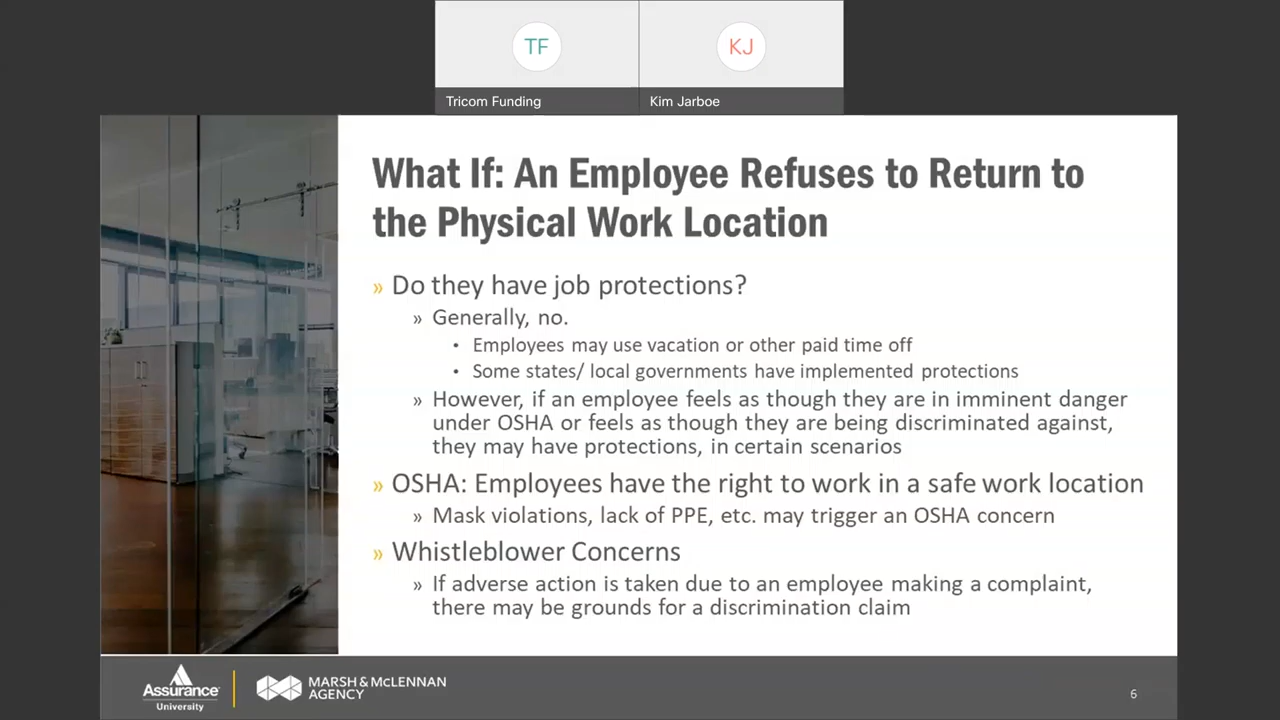 TF
KJ
Tricom Funding
Kim Jarboe
What If: An Employee Refuses to Return to
the Physical Work Location
» Do they have job protections?
» Generally, no.
• Employees may use vacation or other paid time off
• Some states/ local governments have implemented protections
» However, if an employee feels as though they are in imminent danger
under OSHA or feels as though they are being discriminated against,
they may have protections, in certain scenarios
» OSHA: Employees have the right to work in a safe work location
» Mask violations, lack of PPE, etc. may trigger an OSHA concern
» Whistleblower Concerns
» If adverse action is taken due to an employee making a complaint,
there may be grounds for a discrimination claim
Assurance
University
MARSH & McLENNAN
AGENCY
6